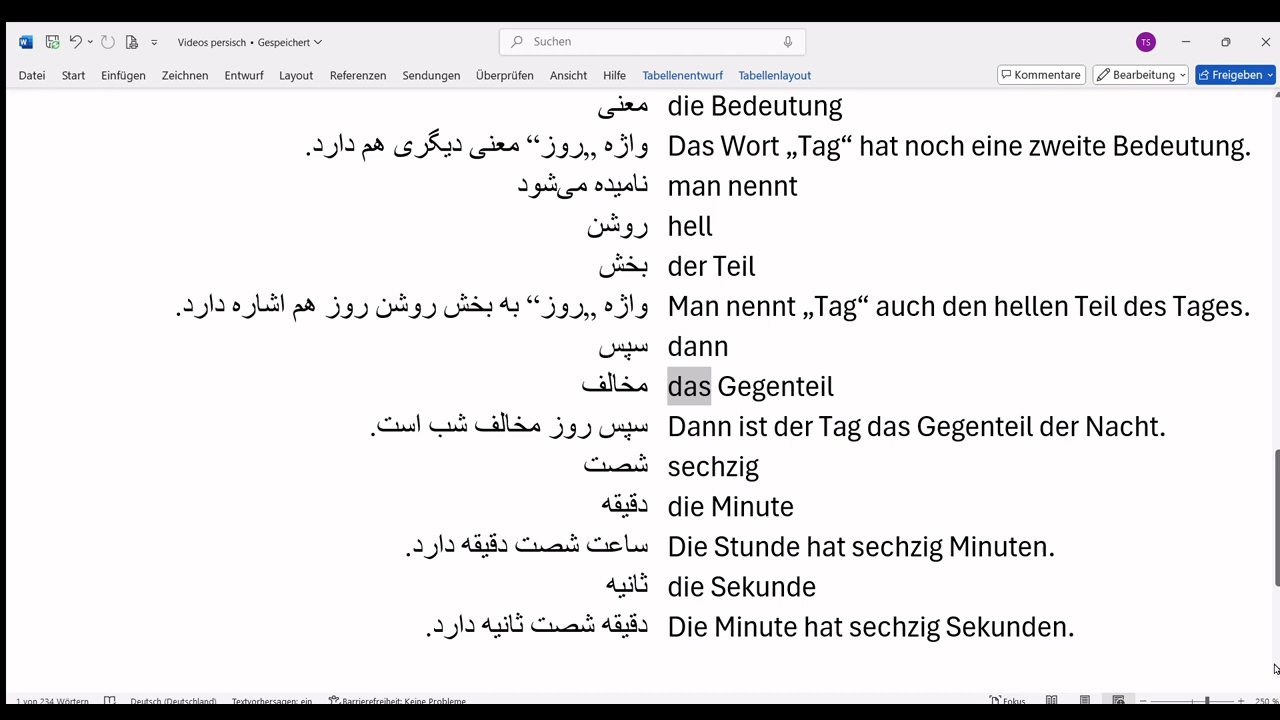 Videos persisch • Gespeichert
Suchen
TS
Datei Start Einfügen Zeichnen Entwurf Layout Referenzen Sendungen Überprüfen Ansicht Hilfe Tabellenentwurf Tabellenlayout Kommentare Bearbeitung Freigeben
معنی die Bedeutung
واژه „روز“ معنی دیگری هم دارد. Das Wort „Tag“ hat noch eine zweite Bedeutung.
نامیده می‌شود man nennt
روشن hell
بخش der Teil
واژه „روز“ به بخش روشن روز هم اشاره دارد. Man nennt „Tag“ auch den hellen Teil des Tages.
سپس dann
مخالف das Gegenteil
سپس روز مخالف شب است. Dann ist der Tag das Gegenteil der Nacht.
شصت sechzig
دقیقه die Minute
ساعت شصت دقیقه دارد. Die Stunde hat sechzig Minuten.
ثانیه die Sekunde
دقیقه شصت ثانیه دارد. Die Minute hat sechzig Sekunden.
1 von 234 Wörtern Deutsch (Deutschland) Textvorhersagen: ein Barrierefreiheit: Keine Probleme Fokus 250 %